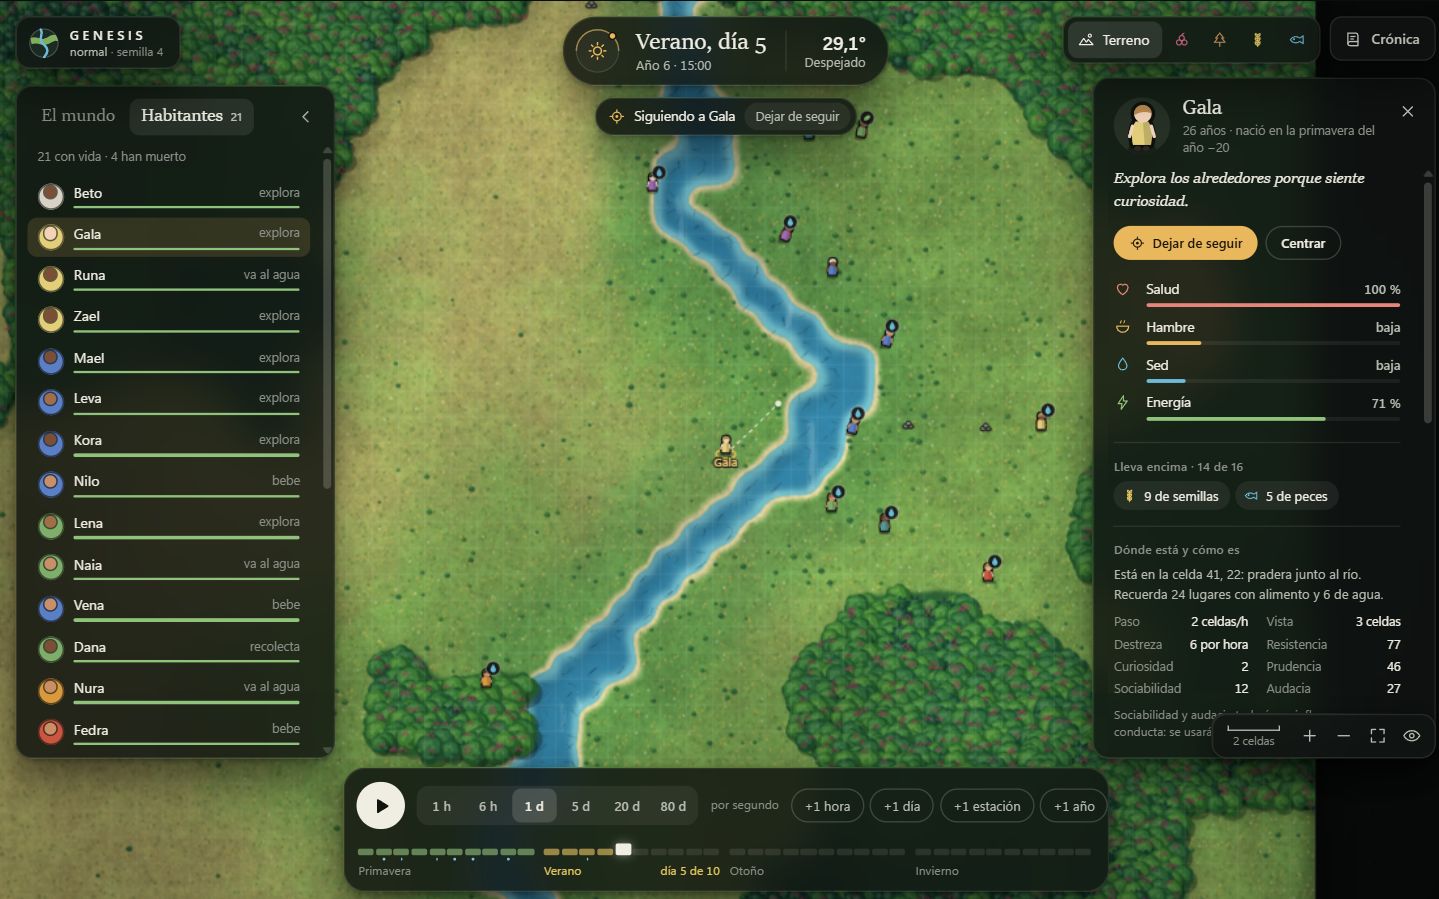 GENESIS
normal · semilla 4
Verano, día 5
Año 6 · 15:00
29,1°
Despejado
Terreno
Crónica
Siguiendo a Gala
Dejar de seguir
El mundo
Habitantes 21
21 con vida · 4 han muerto
Beto explora
Gala explora
Runa va al agua
Zael explora
Mael explora
Leva explora
Kora explora
Nilo bebe
Lena explora
Naia va al agua
Vena bebe
Dana recolecta
Nura va al agua
Fedra bebe
Gala
Gala
26 años · nació en la primavera del
año −20
Explora los alrededores porque siente
curiosidad.
Dejar de seguir
Centrar
Salud 100 %
Hambre baja
Sed baja
Energía 71 %
Lleva encima · 14 de 16
9 de semillas
5 de peces
Dónde está y cómo es
Está en la celda 41, 22: pradera junto al río.
Recuerda 24 lugares con alimento y 6 de agua.
Paso 2 celdas/h Vista 3 celdas
Destreza 6 por hora Resistencia 77
Curiosidad 2 Prudencia 46
Sociabilidad 12 Audacia 27
Sociabilidad y
conducta: se usará
2 celdas
1 h 6 h 1 d 5 d 20 d 80 d por segundo +1 hora +1 día +1 estación +1 año
Primavera Verano día 5 de 10 Otoño Invierno